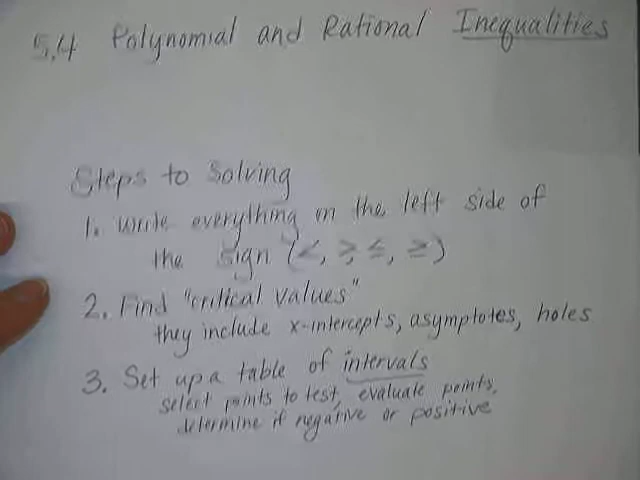 5.4 Polynomial and Rational Inequalities
Steps to Solving
1. Write everything on the left side of
the sign (<, >, ≤, ≥)
2. Find "critical values"
they include x-intercepts, asymptotes, holes
3. Set up a table of intervals
select points to test, evaluate points,
determine if negative or positive